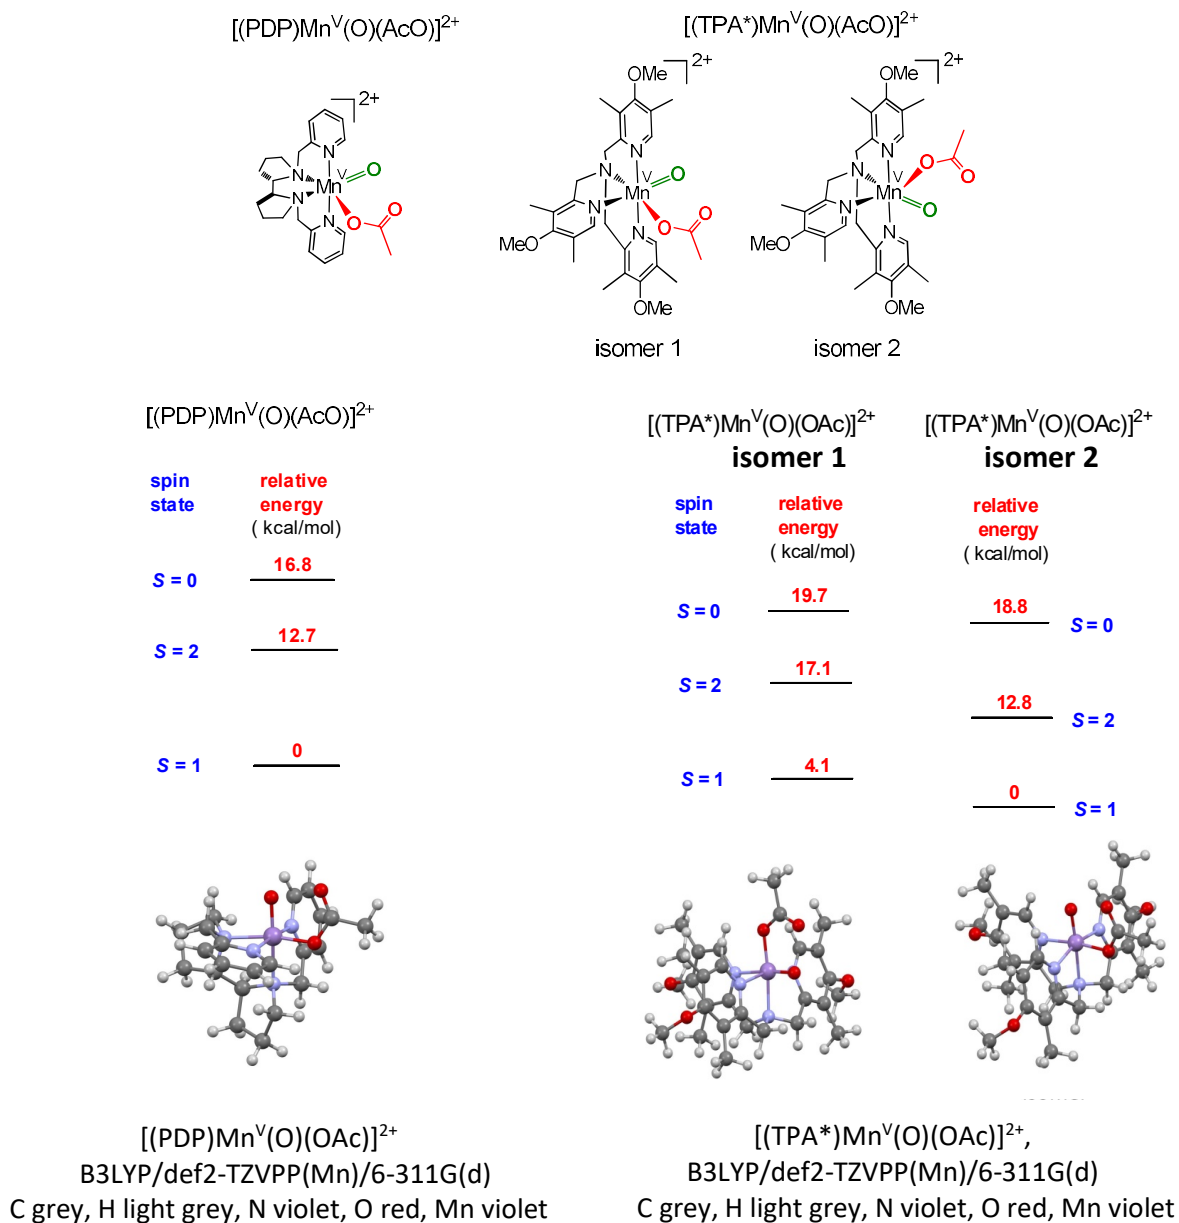 [(PDP)Mn^V(O)(AcO)]^2+
[(TPA*)Mn^V(O)(AcO)]^2+
2+
N
N
N
N
Mn
V
O
O
O
2+
OMe
N
N
N
N
Mn
V
O
O
O
MeO
OMe
isomer 1
2+
OMe
N
N
N
N
Mn
V
O
O
O
MeO
OMe
isomer 2
[(PDP)Mn^V(O)(AcO)]^2+
spin
state
relative
energy
( kcal/mol)
S = 0
16.8
S = 2
12.7
S = 1
0
[(TPA*)Mn^V(O)(OAc)]^2+
isomer 1
[(TPA*)Mn^V(O)(OAc)]^2+
isomer 2
spin
state
relative
energy
( kcal/mol)
relative
energy
( kcal/mol)
S = 0
19.7
18.8
S = 0
S = 2
17.1
12.8
S = 2
S = 1
4.1
0
S = 1
[(PDP)Mn^V(O)(OAc)]^2+
B3LYP/def2-TZVPP(Mn)/6-311G(d)
C grey, H light grey, N violet, O red, Mn violet
[(TPA*)Mn^V(O)(OAc)]^2+,
B3LYP/def2-TZVPP(Mn)/6-311G(d)
C grey, H light grey, N violet, O red, Mn violet